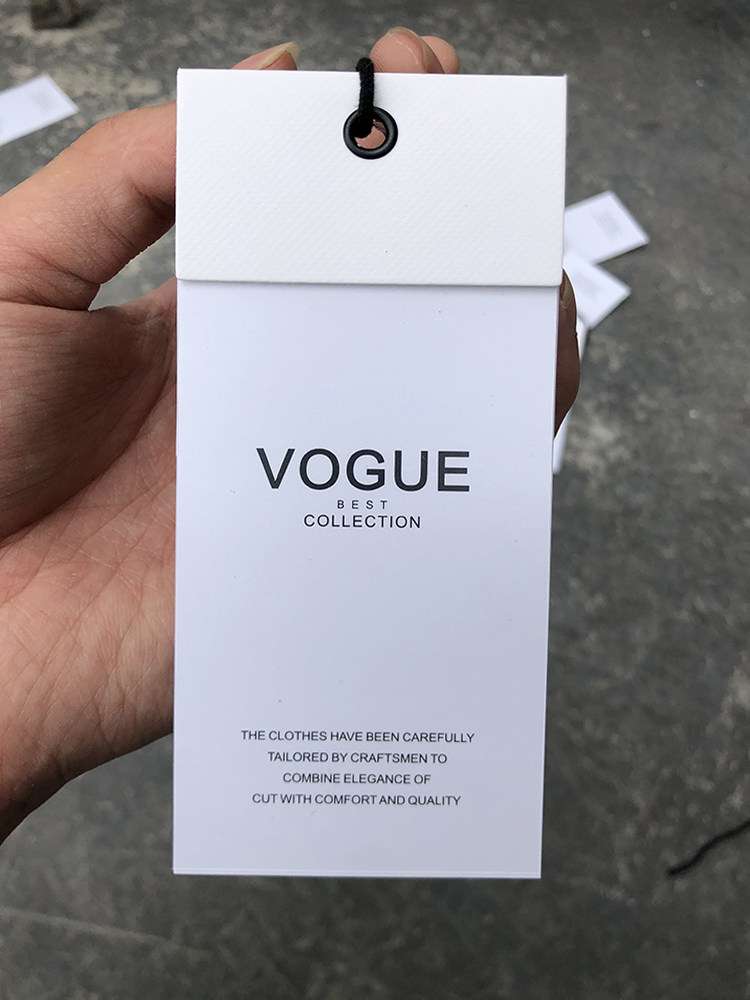 VOGUE
BEST
COLLECTION
THE CLOTHES HAVE BEEN CAREFULLY
TAILORED BY CRAFTSMEN TO
COMBINE ELEGANCE OF
CUT WITH COMFORT AND QUALITY